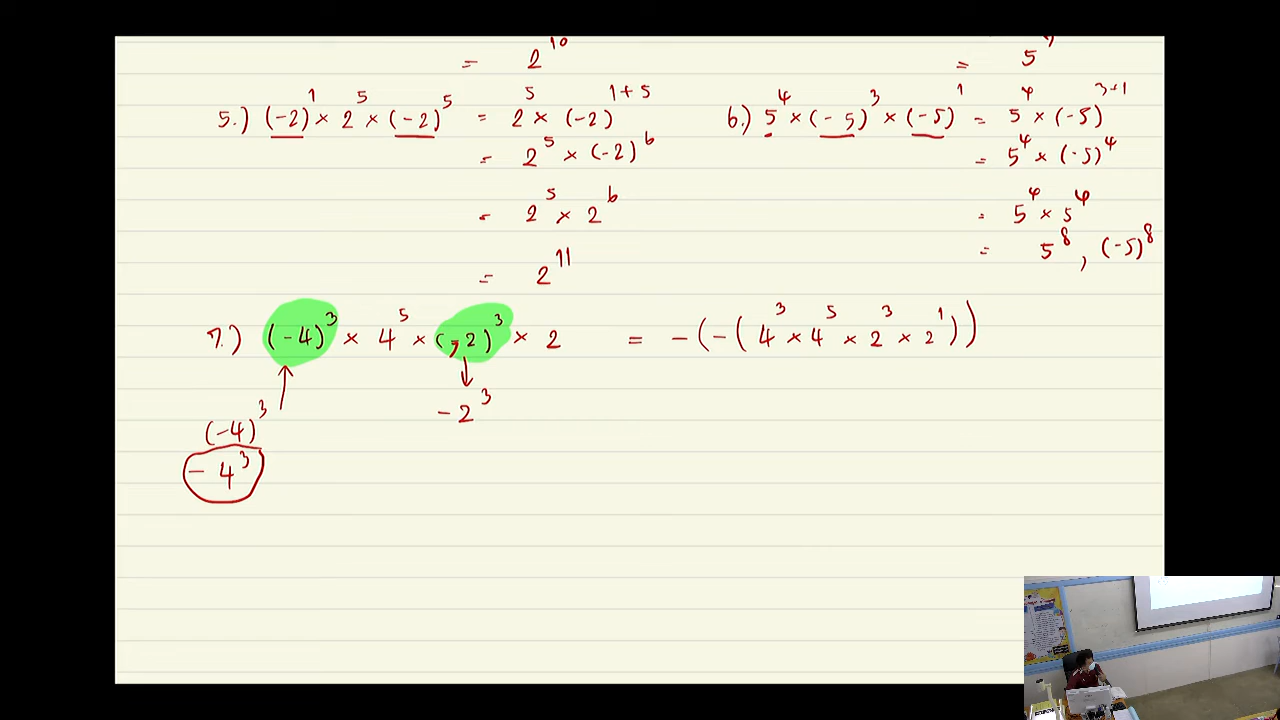 = 2^10
= 5^7
5.) (-2)^1 × 2^5 × (-2)^5 = 2^5 × (-2)^(1+5)
= 2^5 × (-2)^6
= 2^5 × 2^6
= 2^11
6.) 5^4 × (-5)^3 × (-5)^1 = 5^4 × (-5)^(3+1)
= 5^4 × (-5)^4
= 5^4 × 5^4
= 5^8 , (-5)^8
7.) (-4)^3 × 4^5 × (-2)^3 × 2 = -(-(4^3 × 4^5 × 2^3 × 2^1))
-2^3
(-4)^3
-4^3